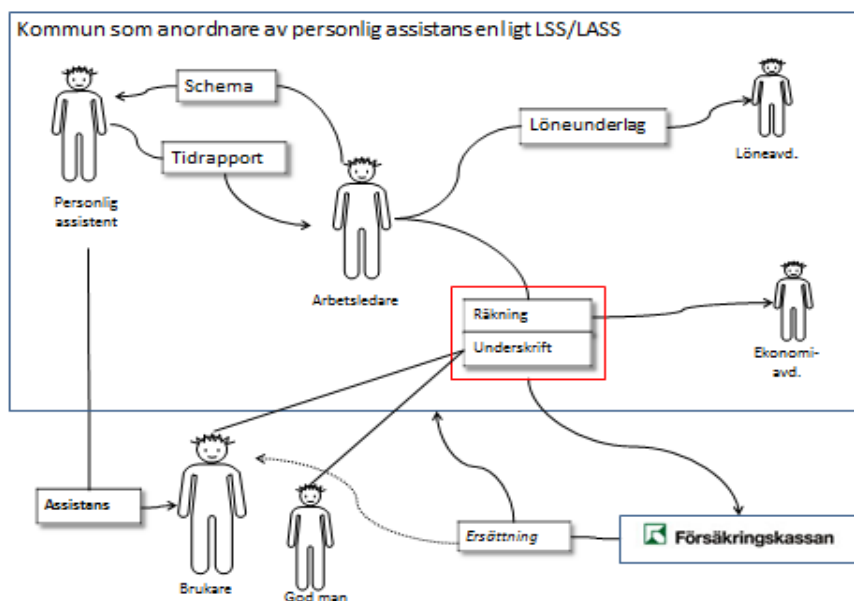 Kommun som anordnare av personlig assistans enligt LSS/LASS
Schema
Tidrapport
Löneunderlag
Löneavd.
Personlig
assistent
Arbetsledare
Räkning
Underskrift
Ekonomi-
avd.
Assistans
Brukare
God man
Ersättning
Försäkringskassan